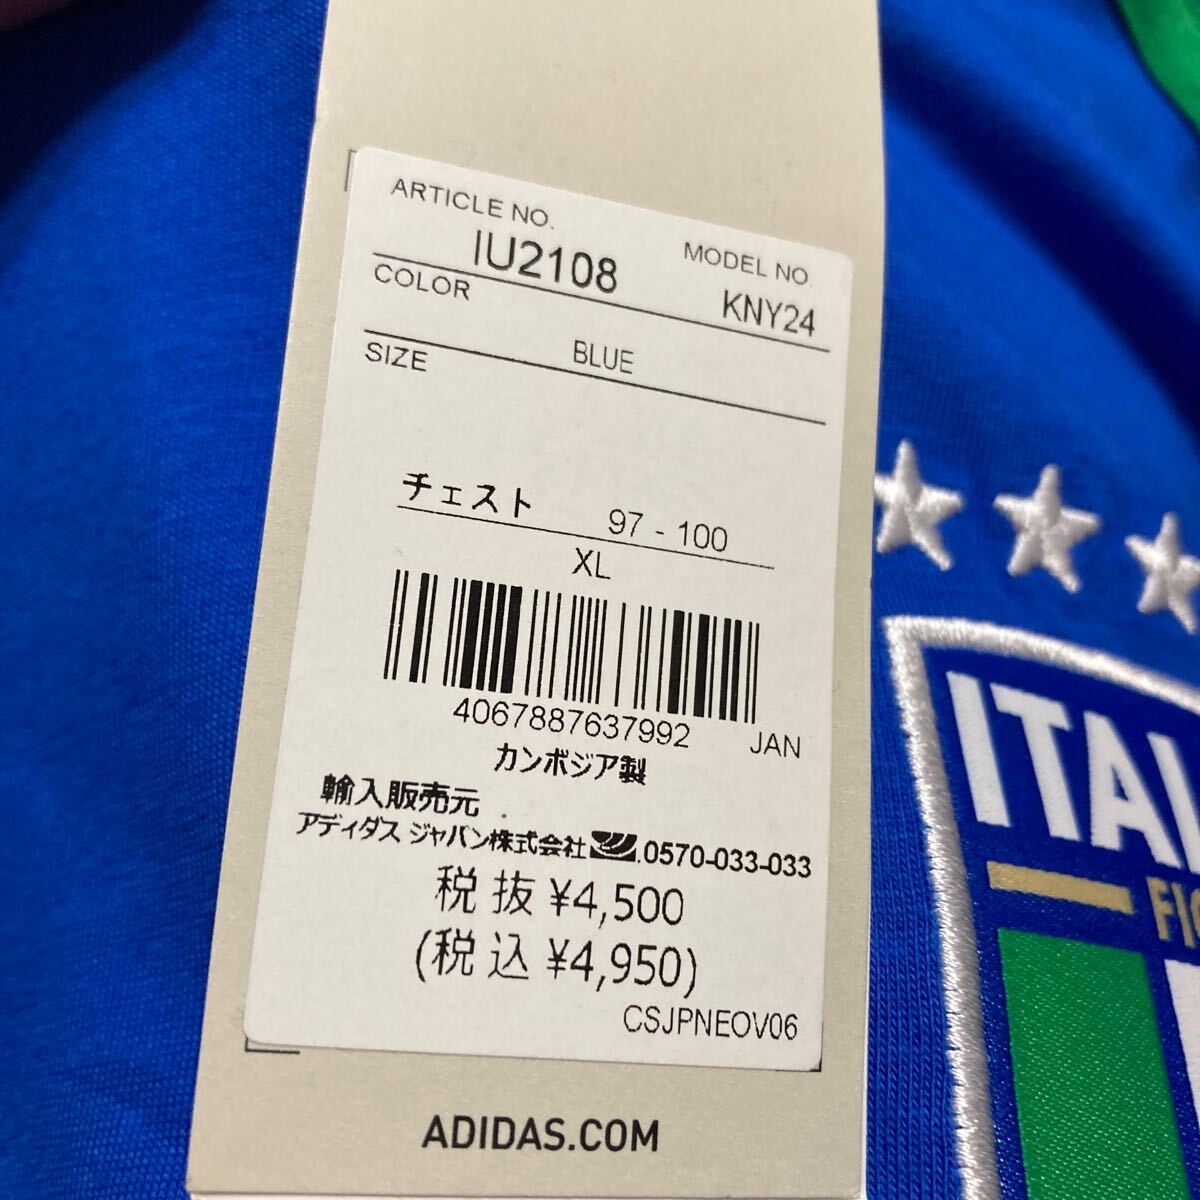 ARTICLE NO.
IU2108
MODEL NO.
KNY24
COLOR
BLUE
SIZE
チェスト 97 - 100
XL
4067887637992 JAN
カンボジア製
輸入販売元
アディダス ジャパン株式会社 .0570-033-033
税 抜 ¥4,500
(税 込 ¥4,950)
CSJPNEOV06
ADIDAS.COM